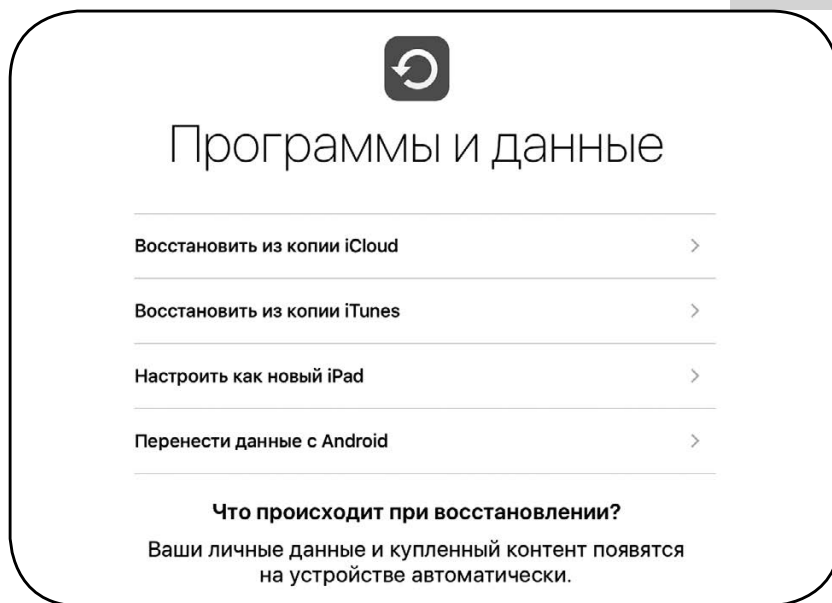 Программы и данные
Восстановить из копии iCloud
Восстановить из копии iTunes
Настроить как новый iPad
Перенести данные с Android
Что происходит при восстановлении?
Ваши личные данные и купленный контент появятся
на устройстве автоматически.